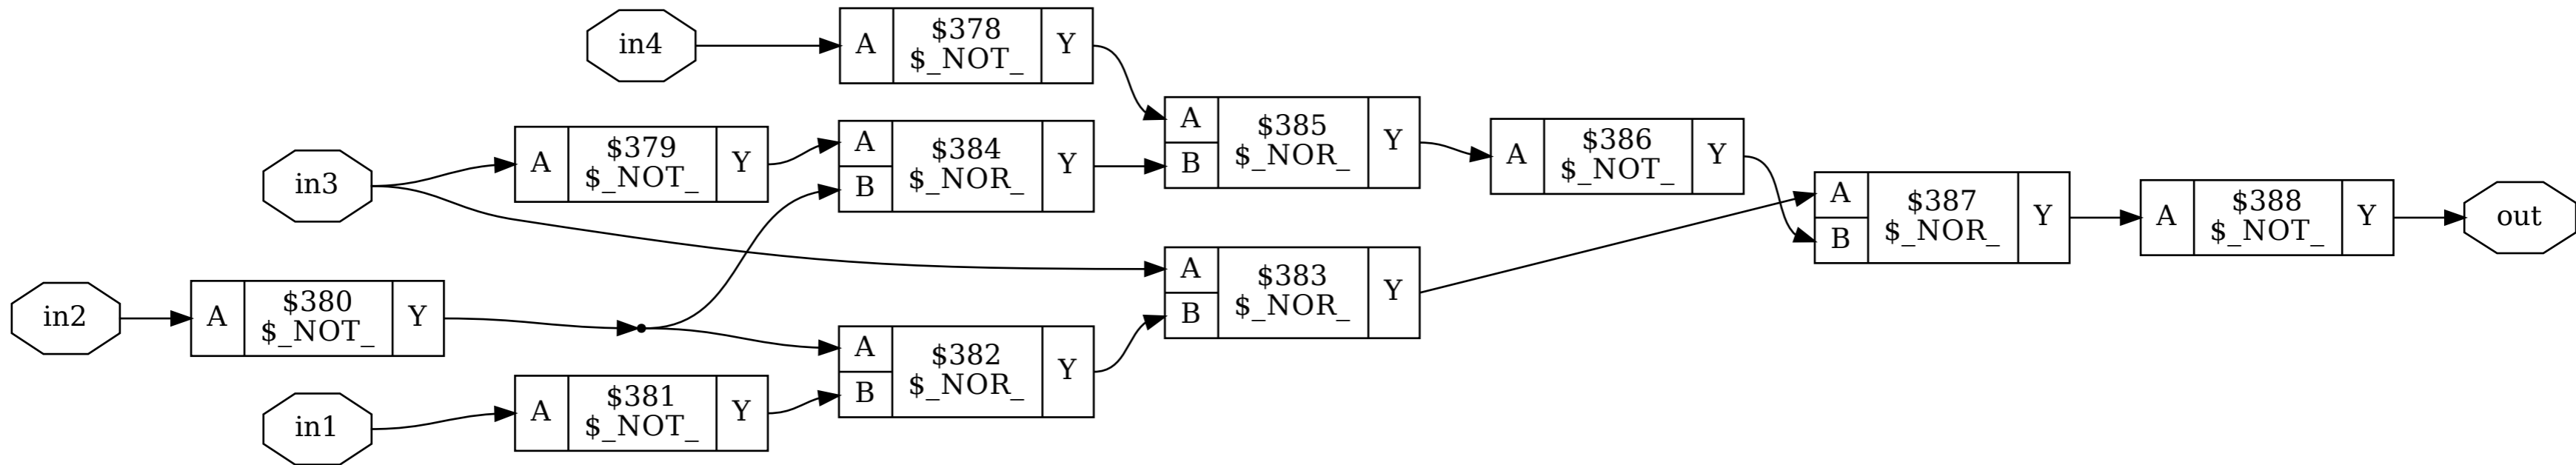 in4
A
$378
$_NOT_
Y
in3
A
$379
$_NOT_
Y
A
B
$384
$_NOR_
Y
A
B
$385
$_NOR_
Y
A
$386
$_NOT_
Y
A
B
$387
$_NOR_
Y
A
$388
$_NOT_
Y
out
in2
A
$380
$_NOT_
Y
A
B
$383
$_NOR_
Y
in1
A
$381
$_NOT_
Y
A
B
$382
$_NOR_
Y